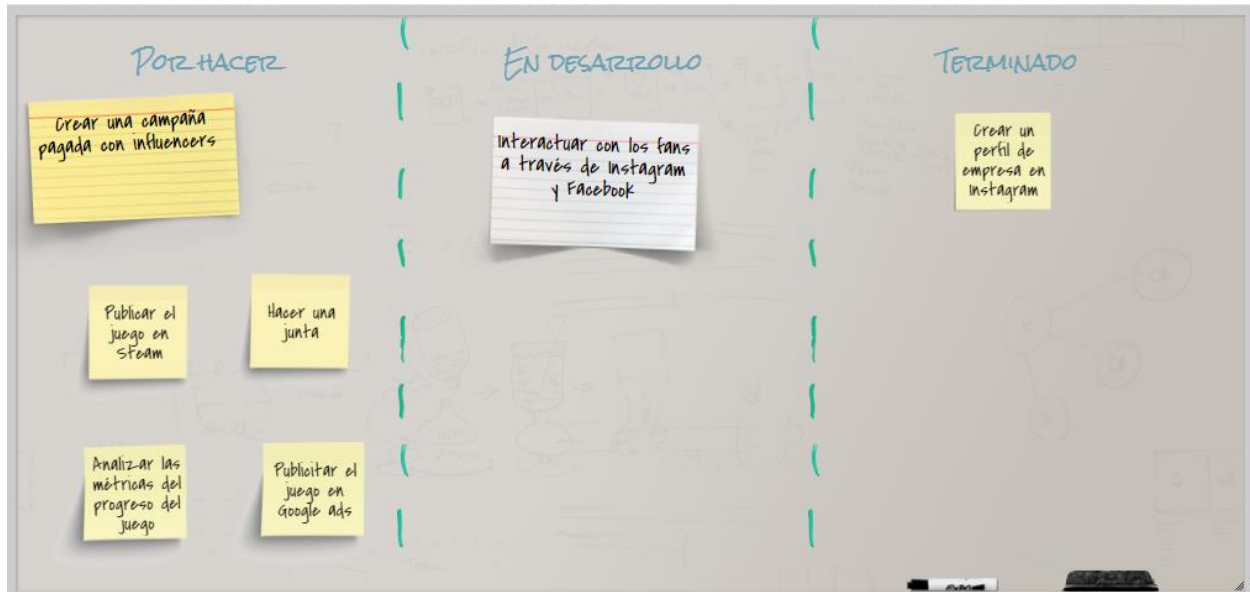 Por hacer
En desarrollo
Terminado
Crear una campaña
pagada con influencers
Publicar el
juego en
Steam
Hacer una
junta
Analizar las
métricas del
progreso del
juego
Publicitar el
juego en
Google ads
Interactuar con los fans
a través de Instagram
y Facebook
Crear un
perfil de
empresa en
Instagram
EXPO